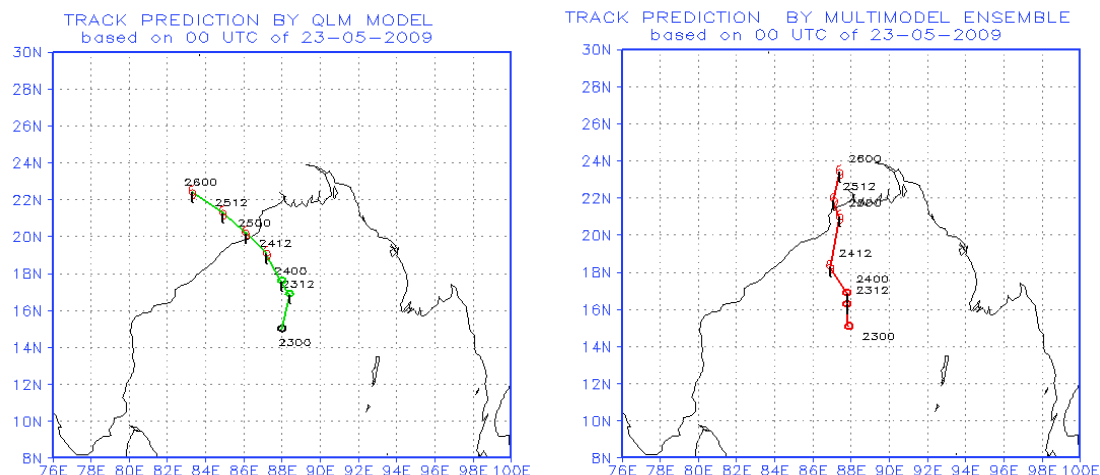 TRACK PREDICTION BY QLM MODEL
based on 00 UTC of 23-05-2009
30N
28N
26N
24N
22N
20N
18N
16N
14N
12N
10N
8N
2600
2512
2500
2412
2400
2312
2300
76E 78E 80E 82E 84E 86E 88E 90E 92E 94E 96E 98E 100E
TRACK PREDICTION BY MULTIMODEL ENSEMBLE
based on 00 UTC of 23-05-2009
30N
28N
26N
24N
22N
20N
18N
16N
14N
12N
10N
8N
2600
2512
2500
2412
2400
2312
2300
76E 78E 80E 82E 84E 86E 88E 90E 92E 94E 96E 98E 100E